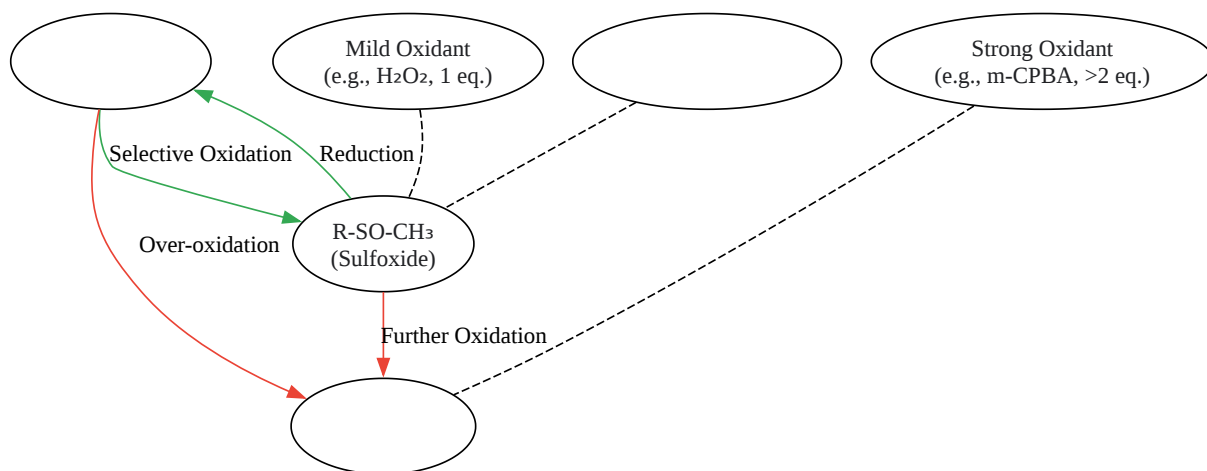 Mild Oxidant
(e.g., H₂O₂, 1 eq.)
Strong Oxidant
(e.g., m-CPBA, >2 eq.)
Selective Oxidation
Reduction
R-SO-CH₃
(Sulfoxide)
Over-oxidation
Further Oxidation